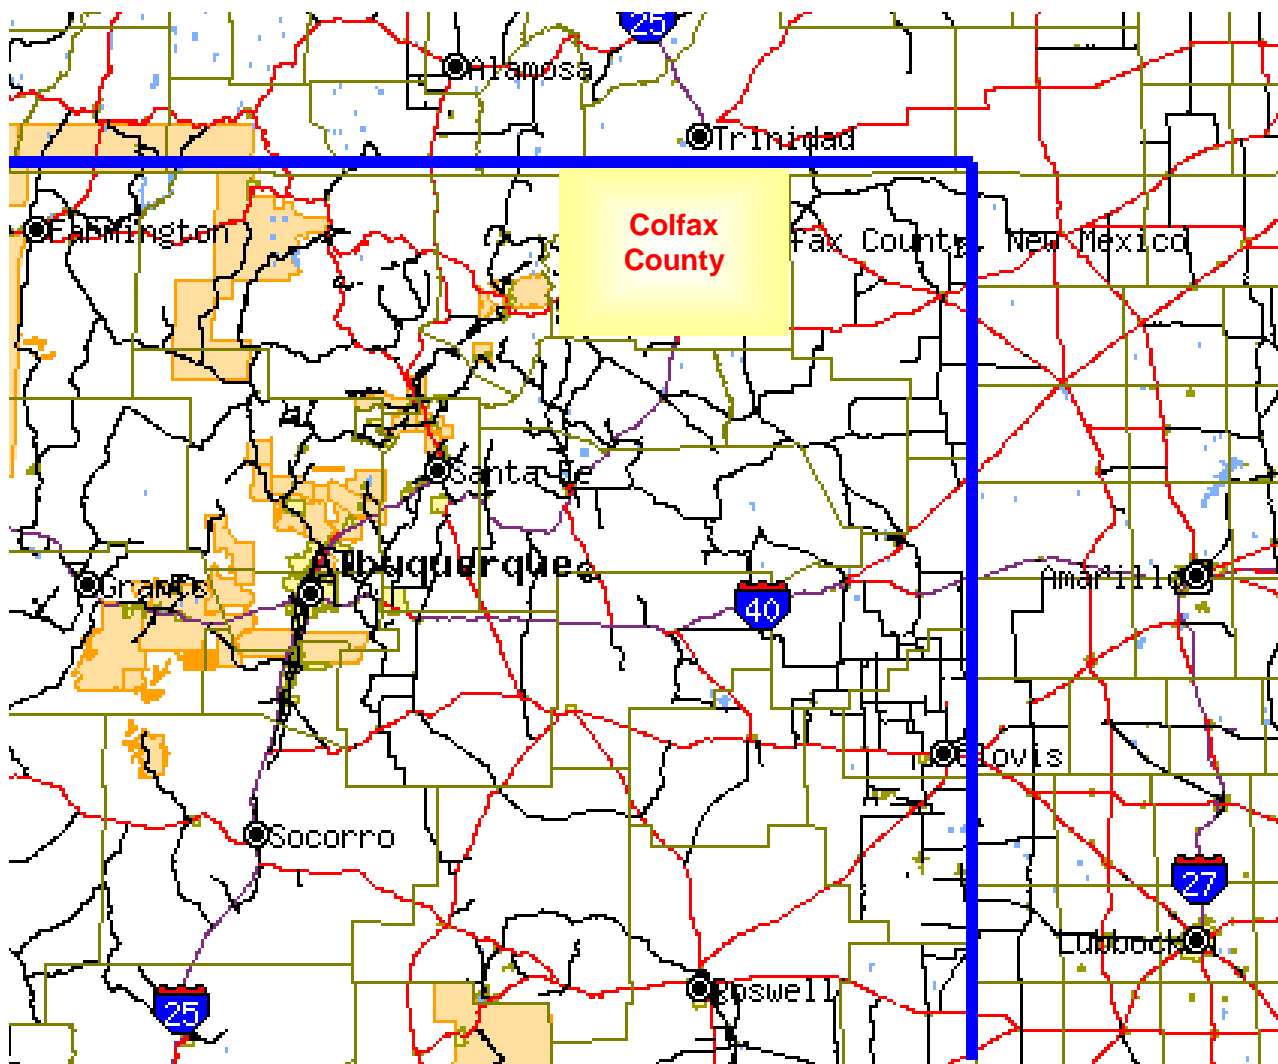 25
Alamosa
Trinidad
Farmington
Colfax
County
fax County, New Mexico
Santa Fe
Albuquerque
Grants
40
Amarillo
Clovis
Socorro
27
Lubbock
Roswell
25